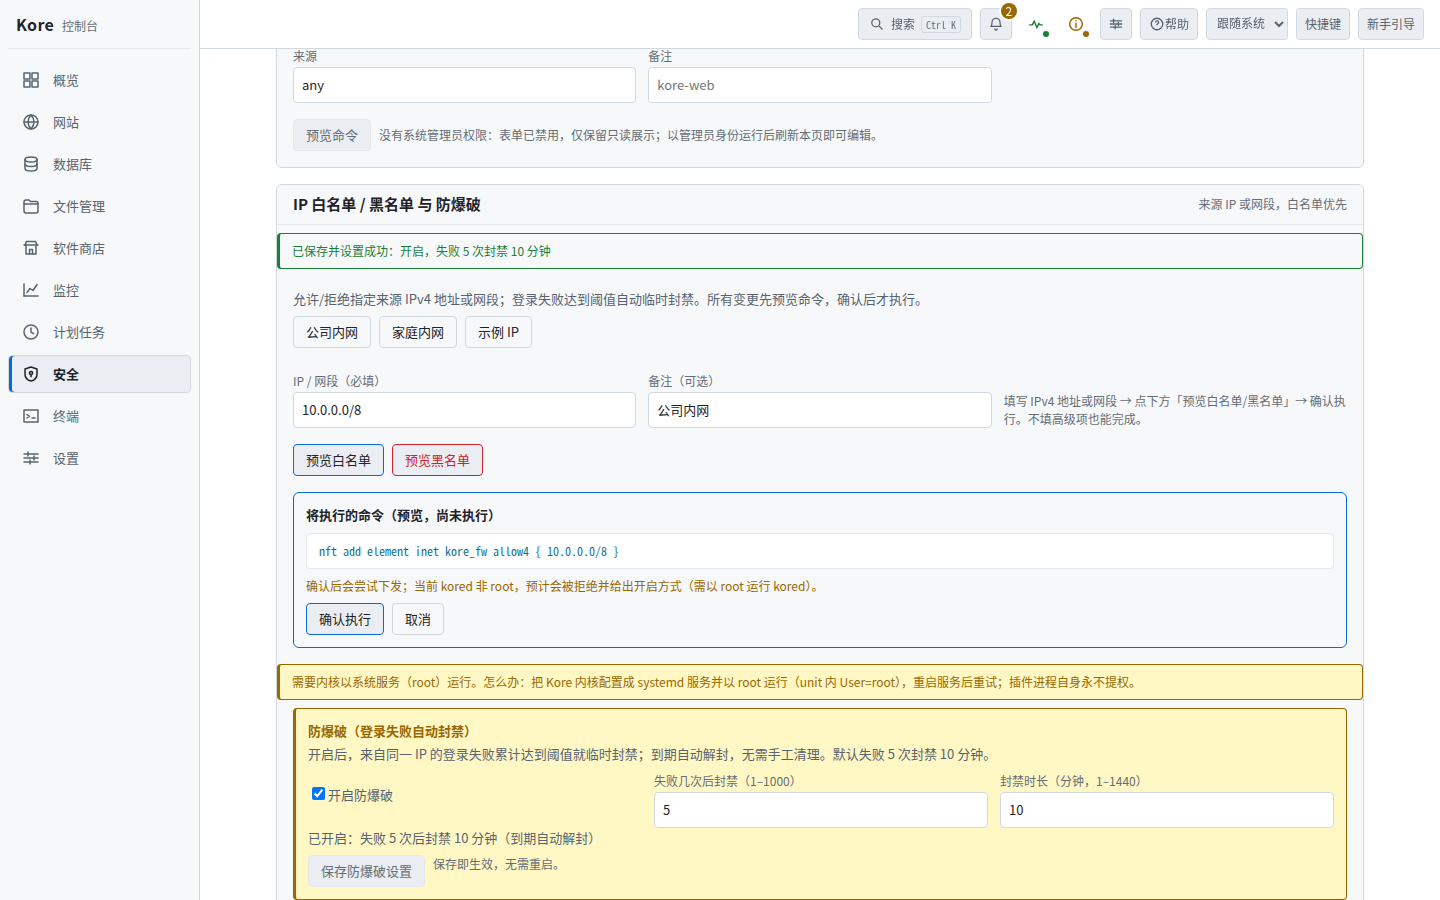 Kore 控制台
搜索 Ctrl K
2
帮助
跟随系统
快捷键
新手引导
概览
网站
数据库
文件管理
软件商店
监控
计划任务
安全
终端
设置
来源
备注
any
kore-web
预览命令
没有系统管理员权限：表单已禁用，仅保留只读展示；以管理员身份运行后刷新本页即可编辑。
IP 白名单 / 黑名单 与 防爆破
来源 IP 或网段，白名单优先
已保存并设置成功：开启，失败 5 次封禁 10 分钟
允许/拒绝指定来源 IPv4 地址或网段；登录失败达到阈值自动临时封禁。所有变更先预览命令，确认后才执行。
公司内网
家庭内网
示例 IP
IP / 网段（必填）
备注（可选）
10.0.0.0/8
公司内网
填写 IPv4 地址或网段 → 点下方「预览白名单/黑名单」→ 确认执
行。不填高级项也能完成。
预览白名单
预览黑名单
将执行的命令（预览，尚未执行）
nft add element inet kore_fw allow4 { 10.0.0.0/8 }
确认后会尝试下发；当前 kored 非 root，预计会被拒绝并给出开启方式（需以 root 运行 kored）。
确认执行
取消
需要内核以系统服务（root）运行。怎么办：把 Kore 内核配置成 systemd 服务并以 root 运行（unit 内 User=root），重启服务后重试；插件进程自身永不提权。
防爆破（登录失败自动封禁）
开启后，来自同一 IP 的登录失败累计达到阈值就临时封禁；到期自动解封，无需手工清理。默认失败 5 次封禁 10 分钟。
开启防爆破
失败几次后封禁（1–1000）
封禁时长（分钟，1–1440）
5
10
已开启：失败 5 次后封禁 10 分钟（到期自动解封）
保存防爆破设置
保存即生效，无需重启。